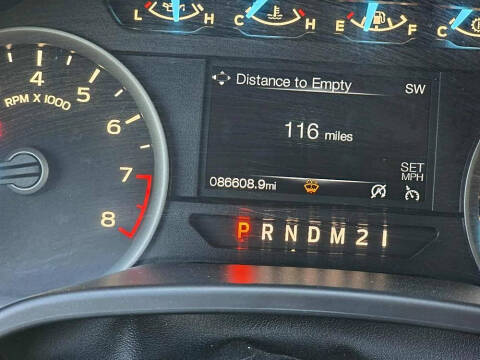 L H C H E F C
4 5 6 7 8
RPM X 1000
Distance to Empty
SW
116 miles
SET
MPH
086608.9mi
P R N D M 2 1